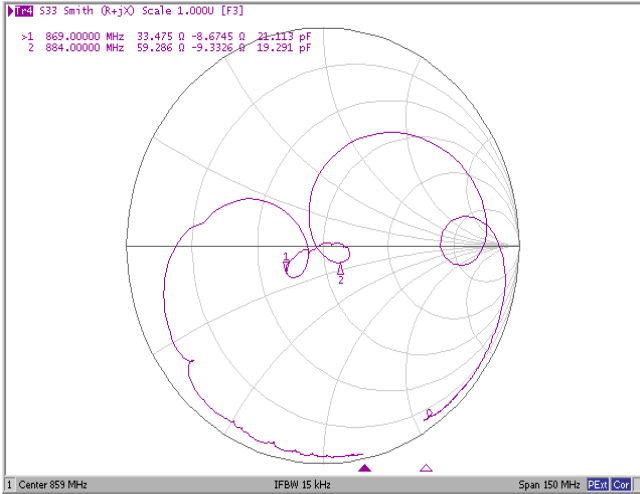 Tr4 S33 Smith (R+jX) Scale 1.000U [F3]
>1 869.00000 MHz 33.475 Ω -8.6745 Ω 21.113 pF
2 884.00000 MHz 59.286 Ω -9.3326 Ω 19.291 pF
1
2
1 Center 859 MHz IFBW 15 kHz Span 150 MHz PExt Cor